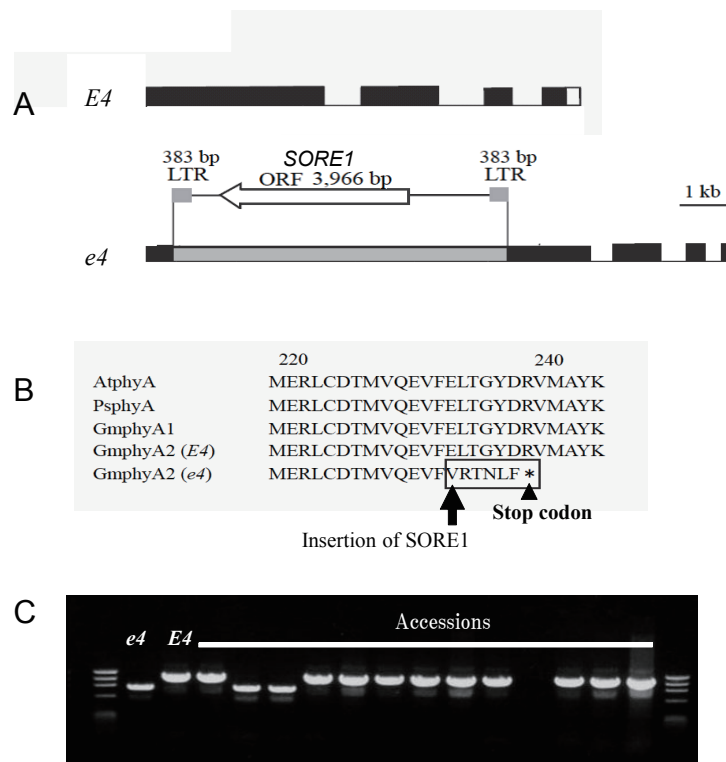 A
E4
383 bp
LTR
SORE1
ORF 3,966 bp
383 bp
LTR
1 kb
e4
B
220 240
AtphyA MERLCDTMVQEVFELTGYDRVMAYK
PsphyA MERLCDTMVQEVFELTGYDRVMAYK
GmphyA1 MERLCDTMVQEVFELTGYDRVMAYK
GmphyA2 (E4) MERLCDTMVQEVFELTGYDRVMAYK
GmphyA2 (e4) MERLCDTMVQEVFVRTNLF*
Stop codon
Insertion of SORE1
C
e4 E4 Accessions